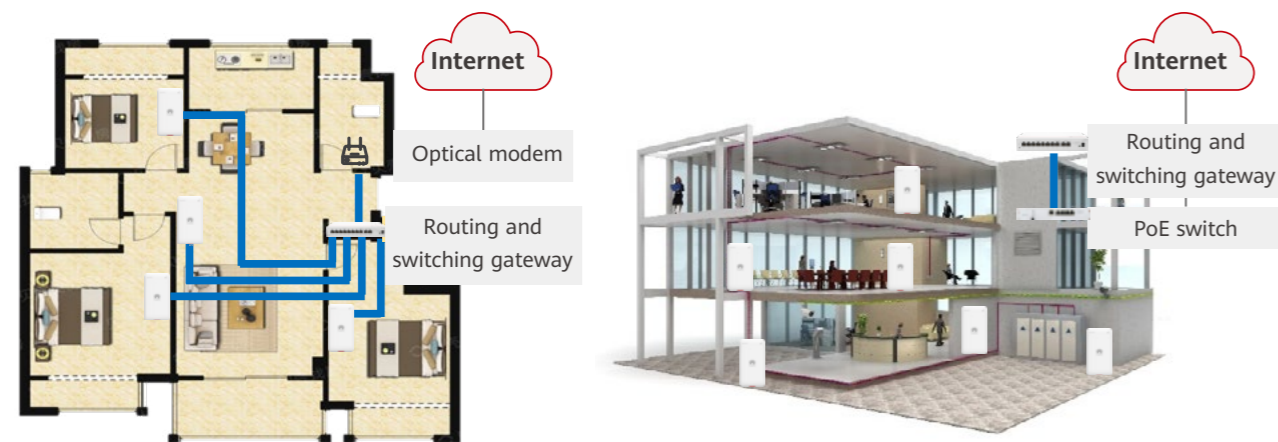 Internet
Optical modem
Routing and
switching gateway
Internet
Routing and
switching gateway
PoE switch